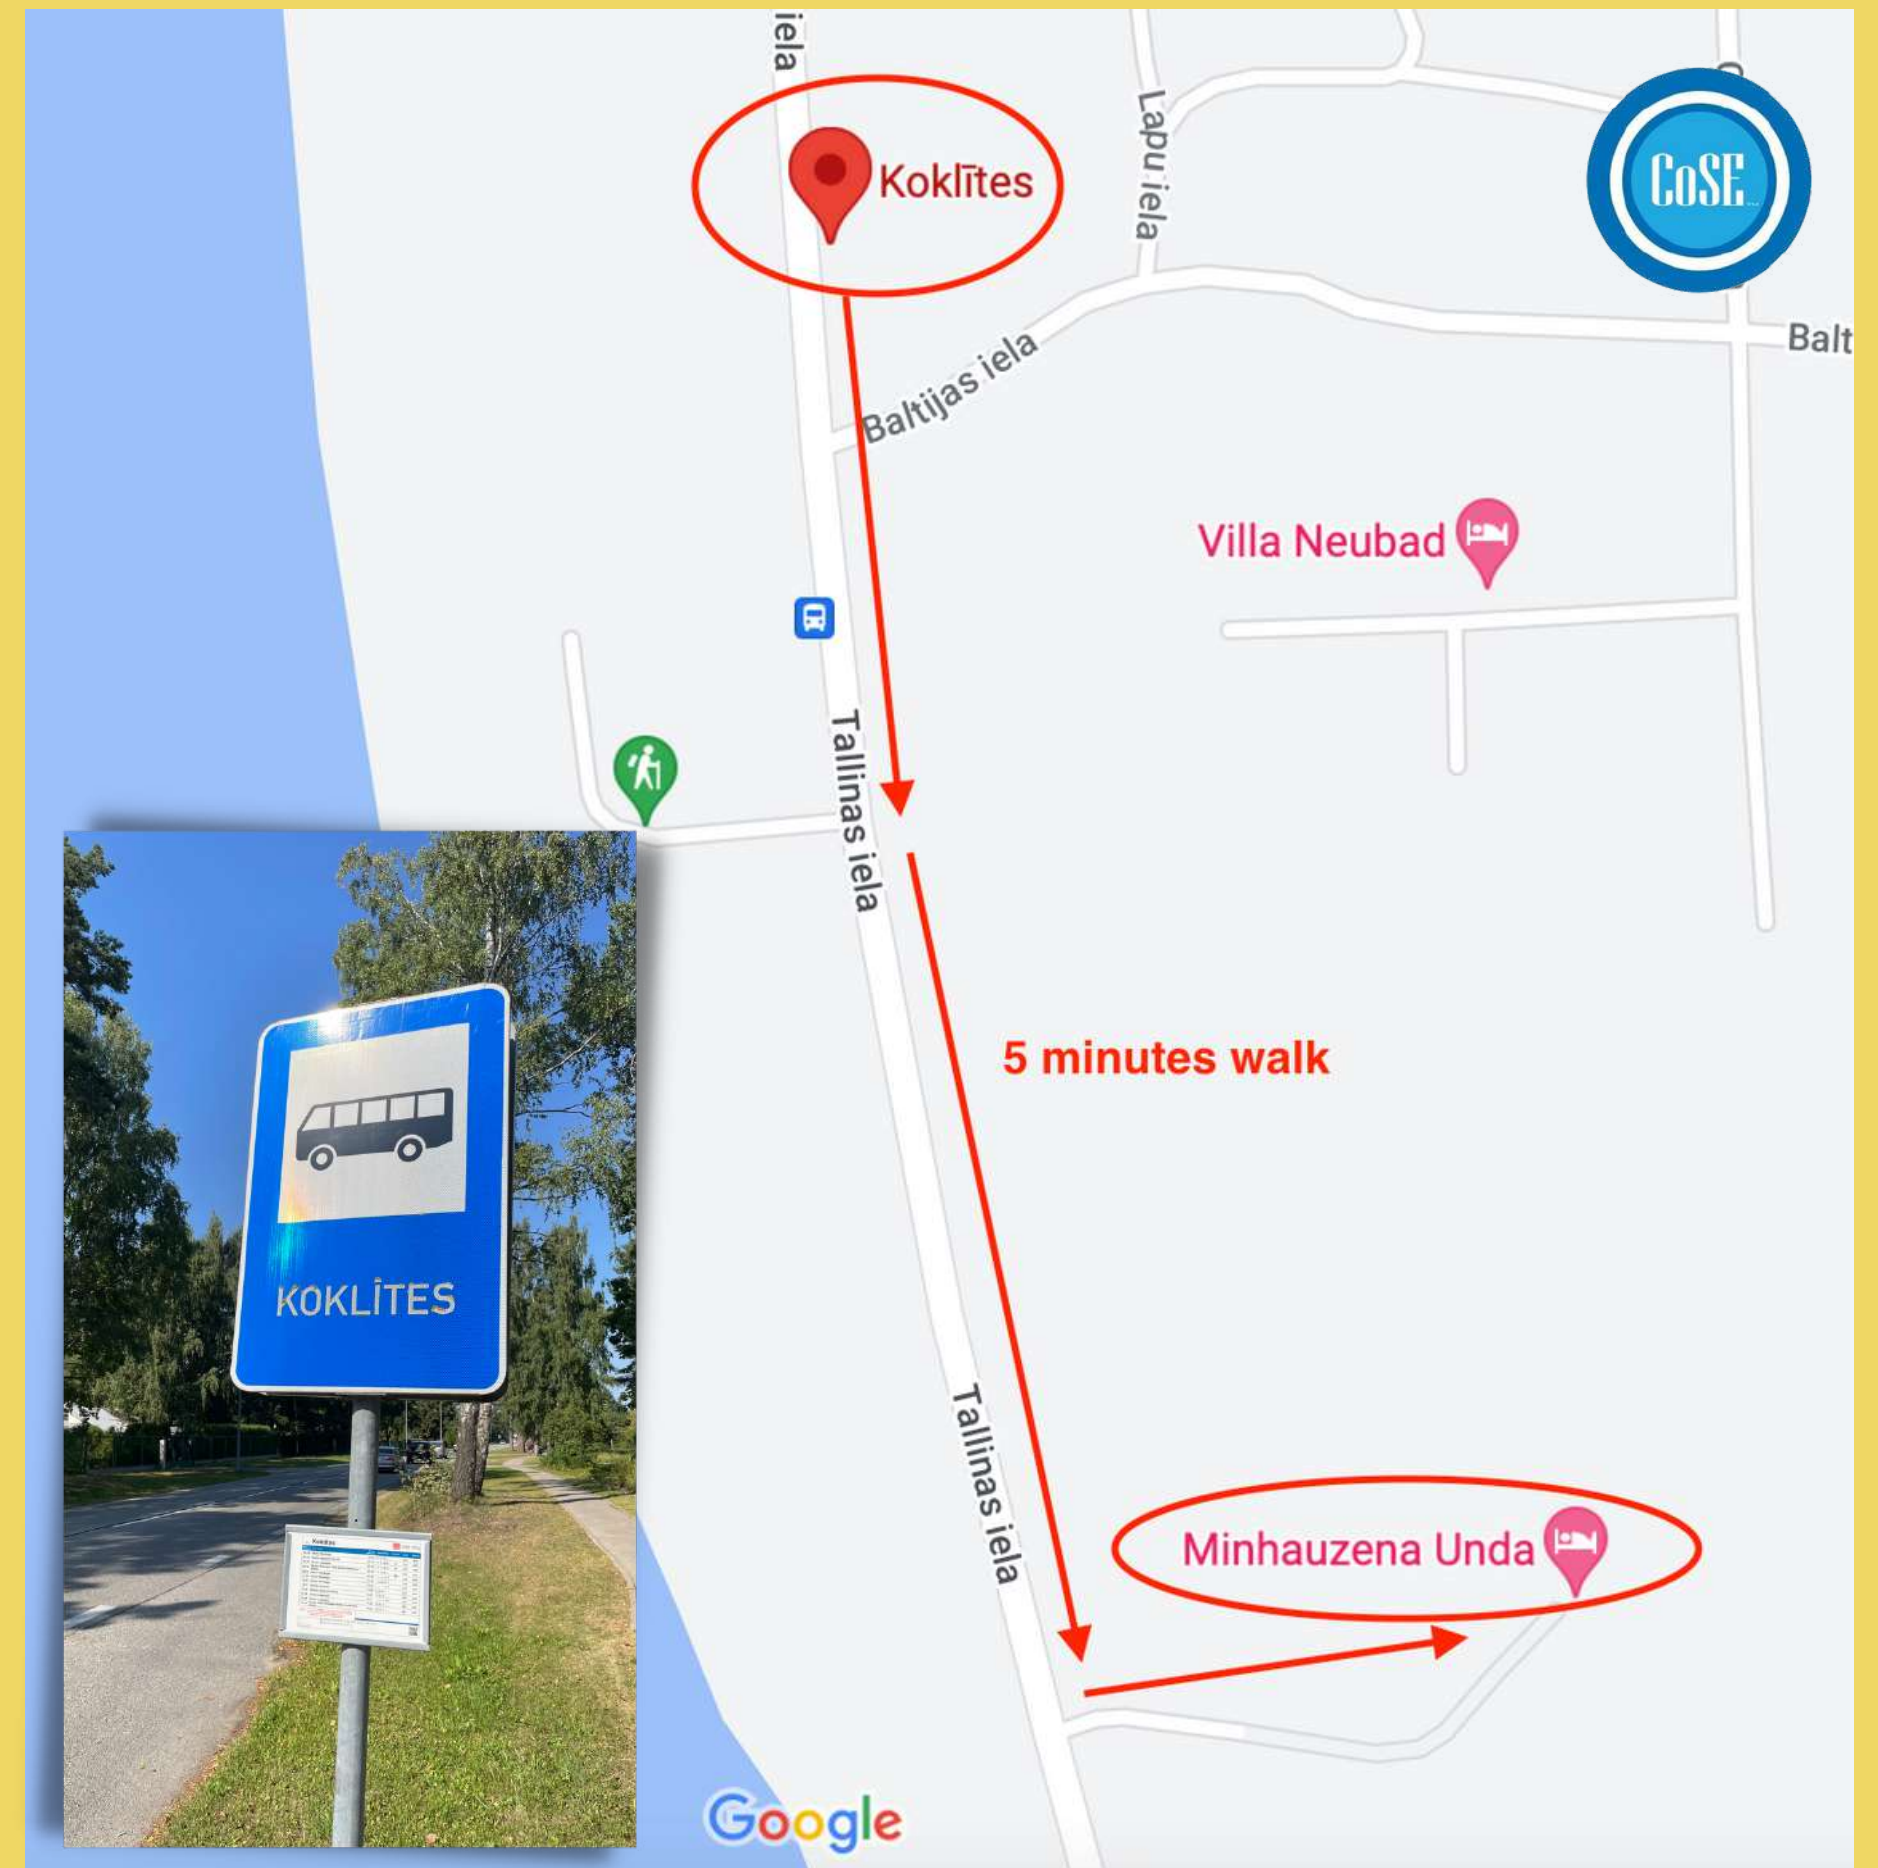 iela
Koklītes
Lapu iela
CoSE
Balt
Baltijas iela
Villa Neubad
Tallinas iela
5 minutes walk
KOKLĪTES
Tallinas iela
Minhauzena Unda
Koklītes
Google